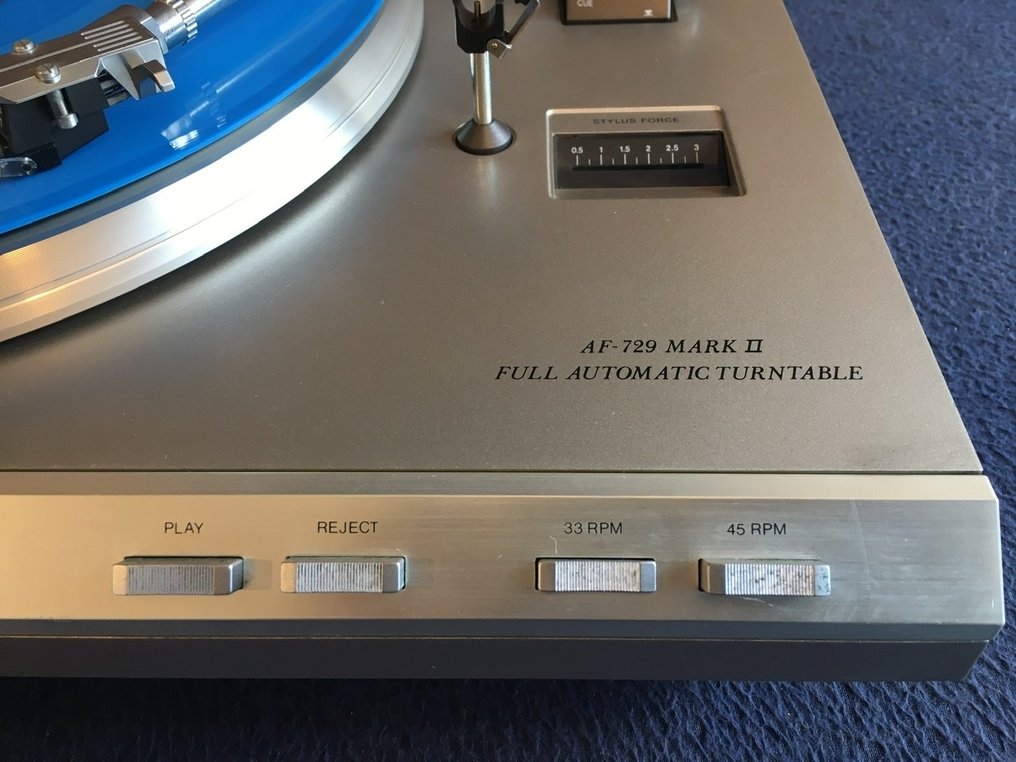 CUE
STYLUS FORCE
0.5 1 1.5 2 2.5 3
AF-729 MARK II
FULL AUTOMATIC TURNTABLE
PLAY REJECT 33 RPM 45 RPM